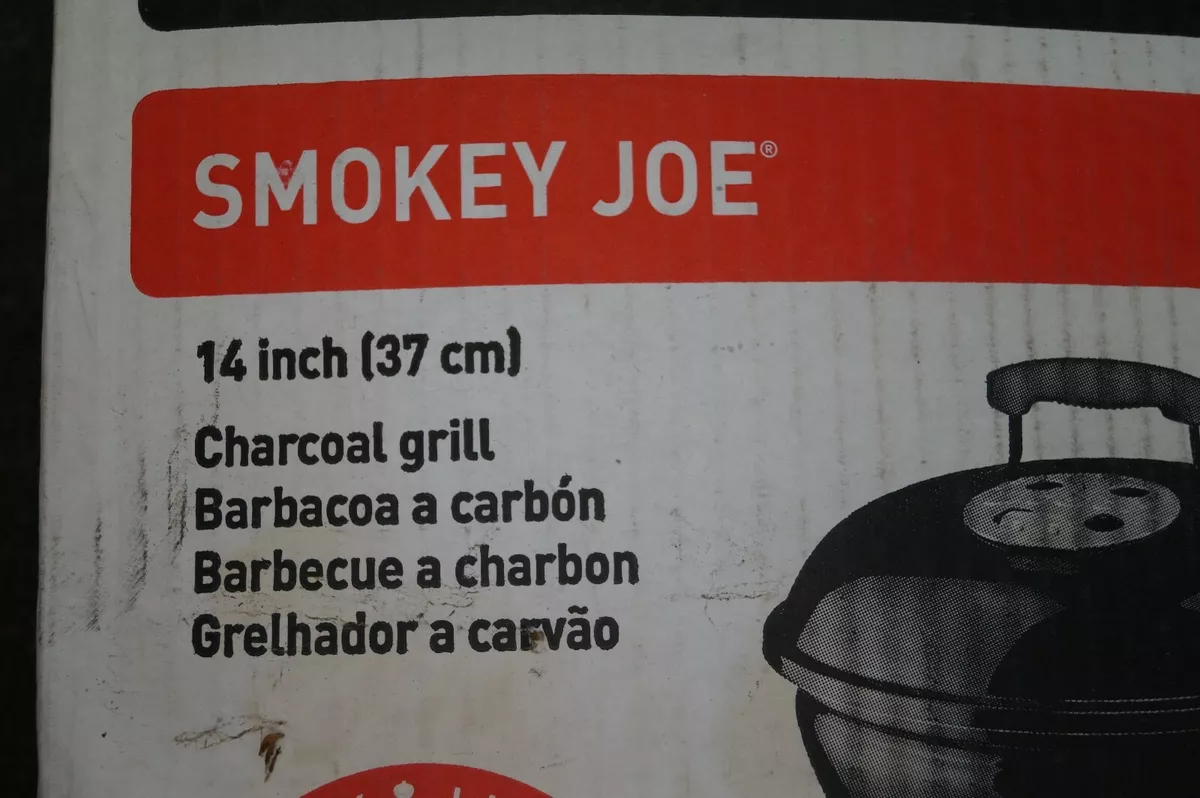 SMOKEY JOE®
14 inch (37 cm)
Charcoal grill
Barbacoa a carbón
Barbecue a charbon
Grelhador a carvão